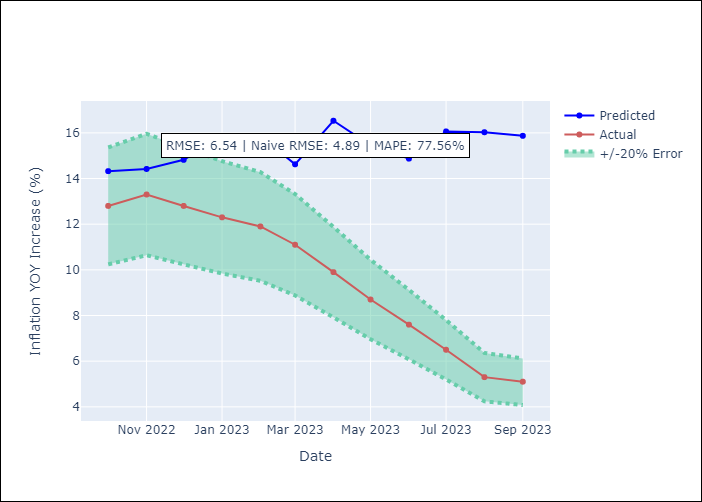 Predicted
Actual
+/-20% Error
RMSE: 6.54 | Naive RMSE: 4.89 | MAPE: 77.56%
Inflation YOY Increase (%)
16
14
12
10
8
6
4
Nov 2022
Jan 2023
Mar 2023
May 2023
Jul 2023
Sep 2023
Date